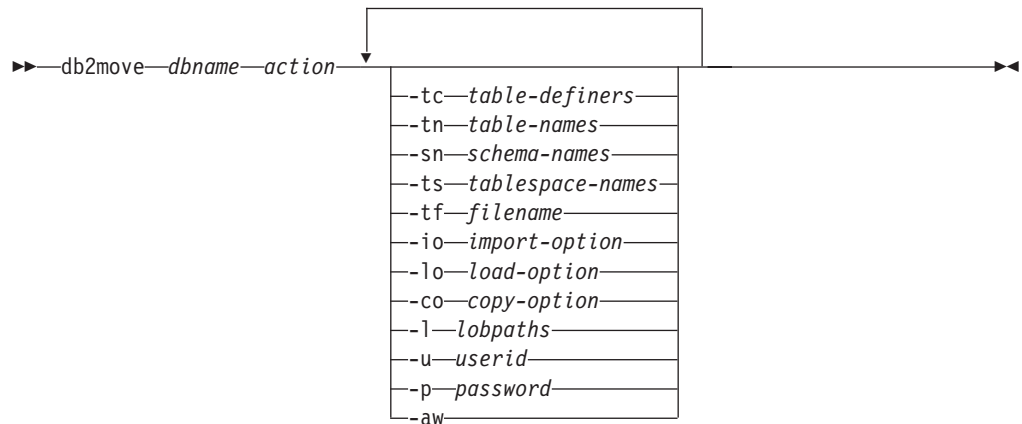 db2move dbname action
-tc table-definers
-tn table-names
-sn schema-names
-ts tablespace-names
-tf filename
-io import-option
-lo load-option
-co copy-option
-l lobpaths
-u userid
-p password
-aw